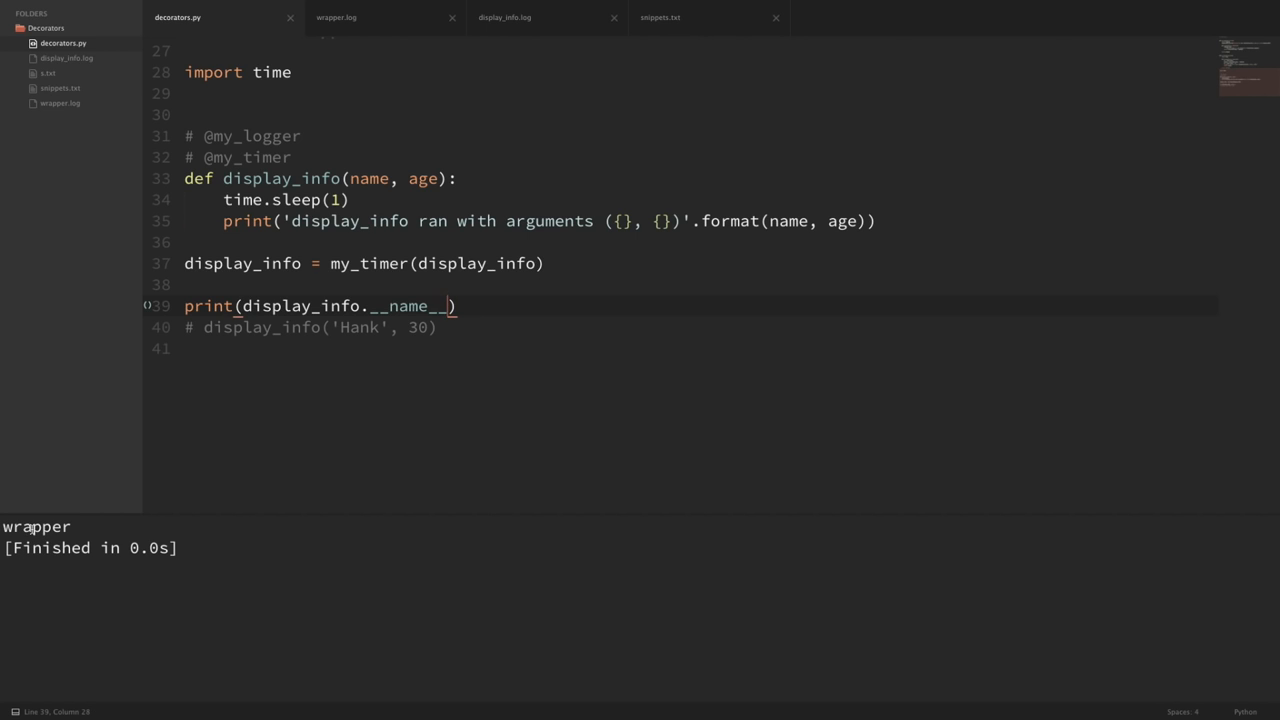 FOLDERS
Decorators
decorators.py
display_info.log
s.txt
snippets.txt
wrapper.log
decorators.py
wrapper.log
display_info.log
snippets.txt
27
28 import time
29
30
31 # @my_logger
32 # @my_timer
33 def display_info(name, age):
34 time.sleep(1)
35 print('display_info ran with arguments ({}, {})'.format(name, age))
36
37 display_info = my_timer(display_info)
38
39 print(display_info.__name__)
40 # display_info('Hank', 30)
41
wrapper
[Finished in 0.0s]
Line 39, Column 28
Spaces: 4
Python